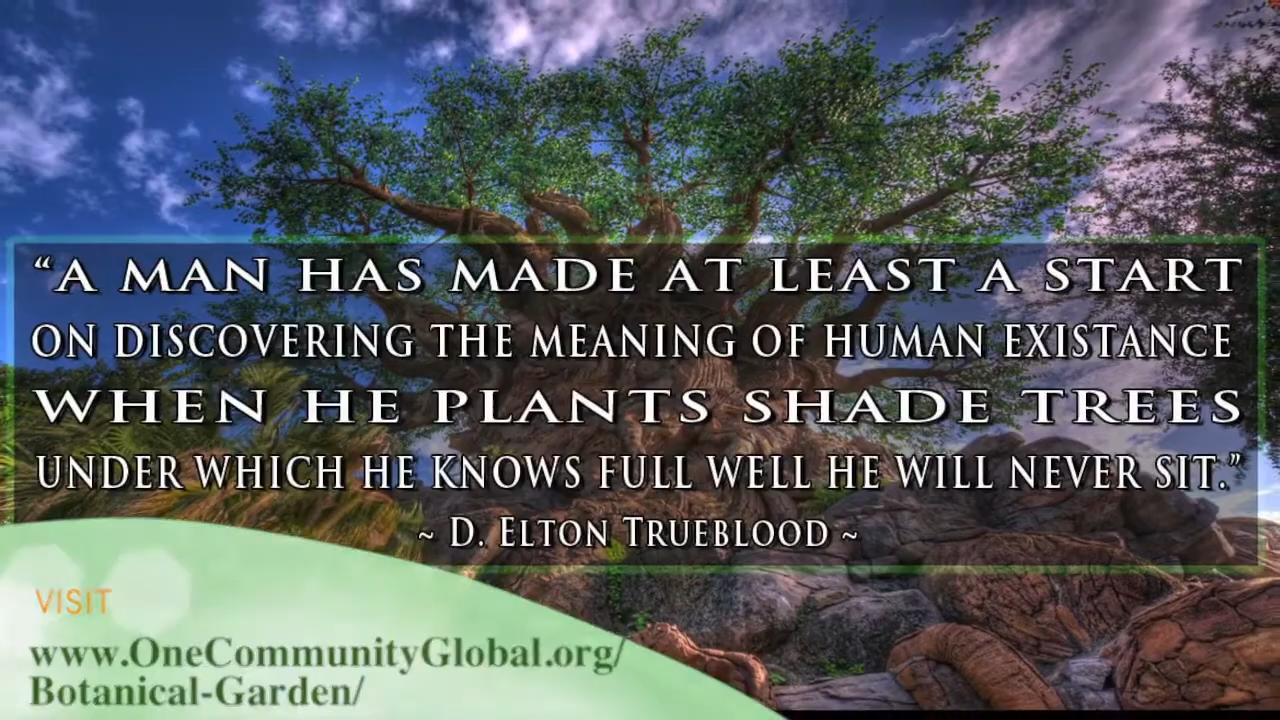 “A MAN HAS MADE AT LEAST A START
ON DISCOVERING THE MEANING OF HUMAN EXISTANCE
WHEN HE PLANTS SHADE TREES
UNDER WHICH HE KNOWS FULL WELL HE WILL NEVER SIT.”
~ D. ELTON TRUEBLOOD ~
VISIT
www.OneCommunityGlobal.org/
Botanical-Garden/